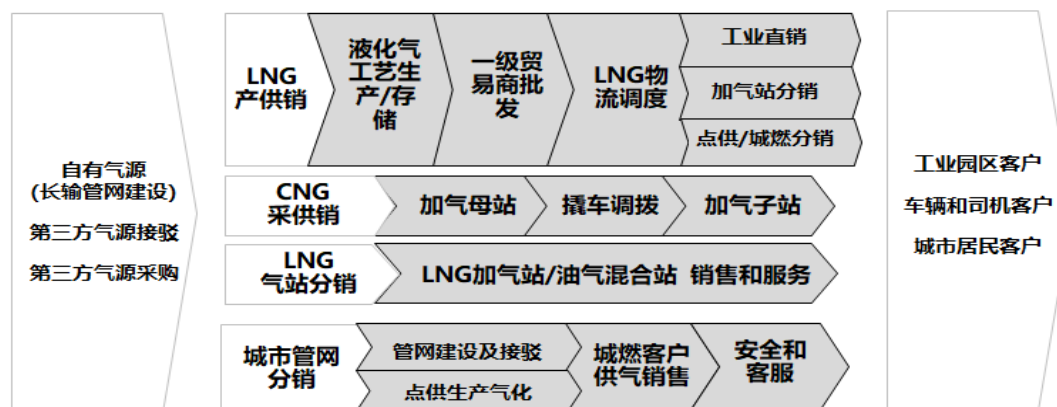 自有气源
(长输管网建设)
第三方气源接驳
第三方气源采购
LNG
产供销
液化气
工艺生
产/存
储
一级贸
易商批
发
LNG物
流调度
工业直销
加气站分销
点供/城燃分销
CNG
采供销
加气母站
撬车调拨
加气子站
LNG
气站分销
LNG加气站/油气混合站 销售和服务
城市管网
分销
管网建设及接驳
点供生产气化
城燃客户
供气销售
安全和
客服
工业园区客户
车辆和司机客户
城市居民客户